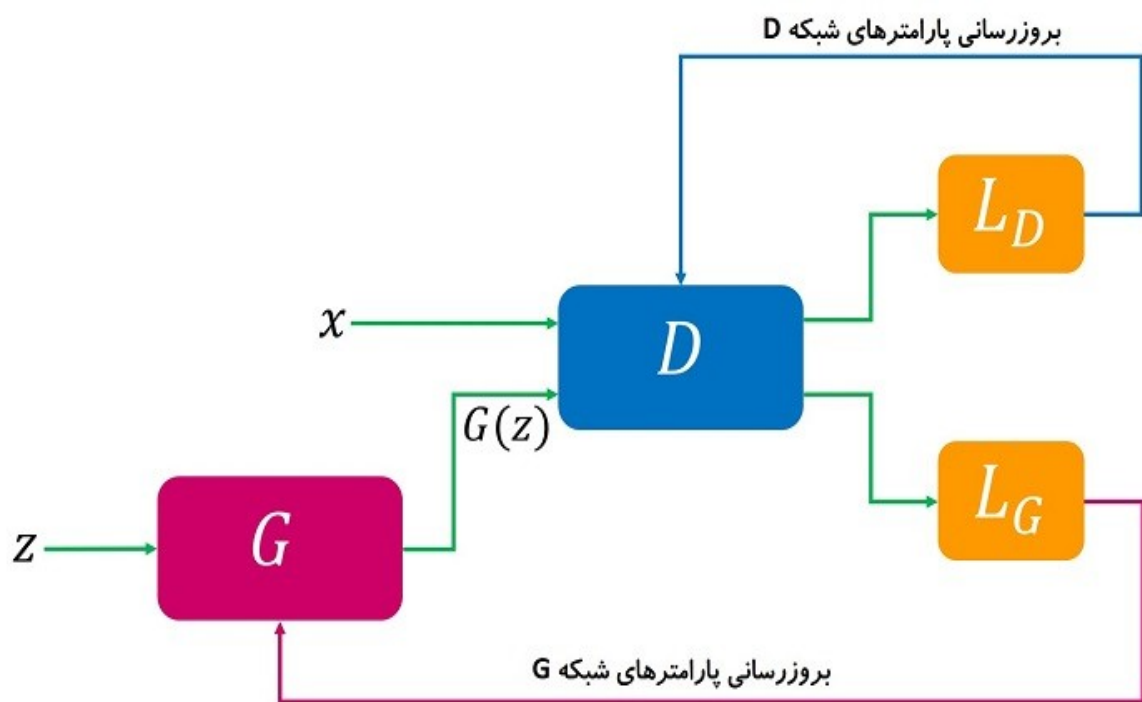 بروزرسانی پارامترهای شبکه D
L_D
x
D
G(z)
L_G
z
G
بروزرسانی پارامترهای شبکه G